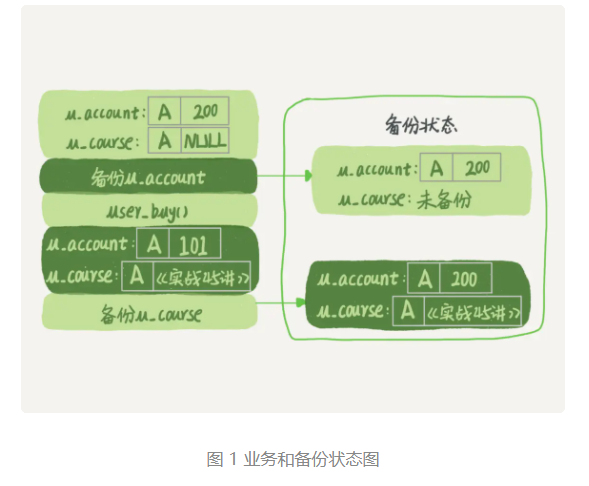 u_account: A 200
u_course: A NULL
备份u_account
user_buy()
u_account: A 101
u_course: A 《实战45讲》
备份u_course
备份状态
u_account: A 200
u_course: 未备份
u_account: A 200
u_course: A 《实战45讲》
图 1 业务和备份状态图